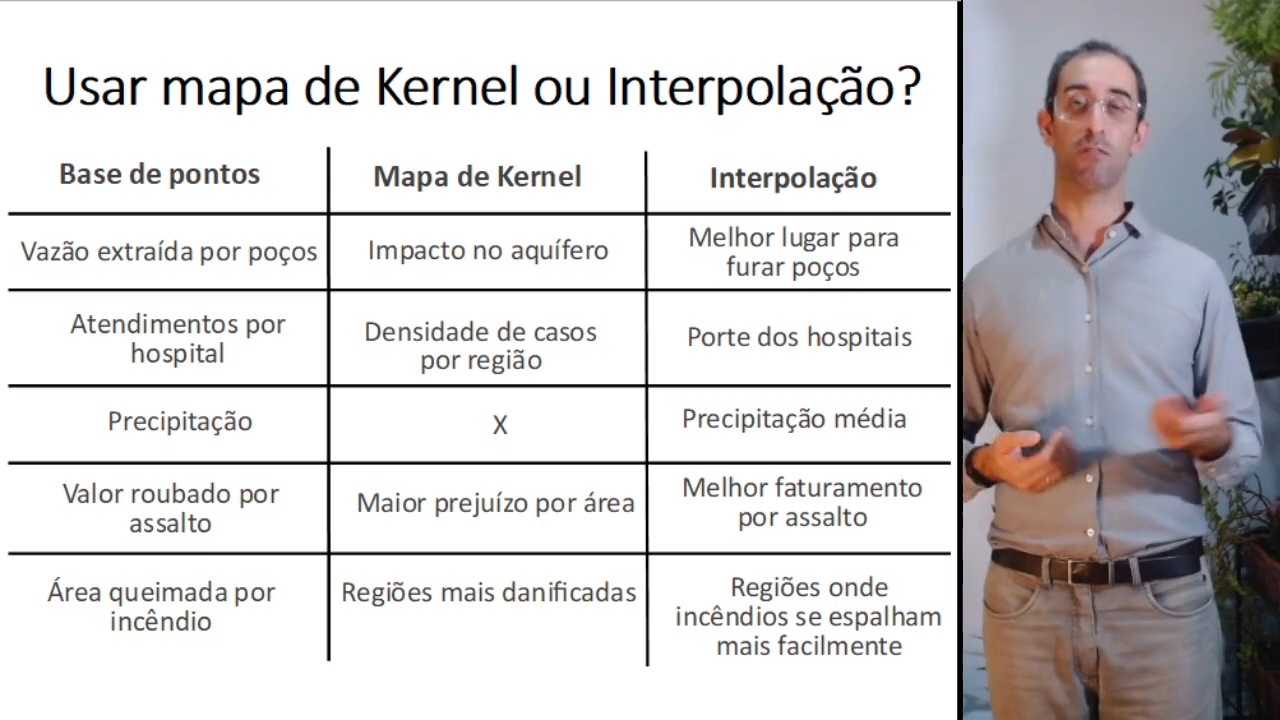 Usar mapa de Kernel ou Interpolação?
Base de pontos
Mapa de Kernel
Interpolação
Vazão extraída por poços
Impacto no aquífero
Melhor lugar para
furar poços
Atendimentos por
hospital
Densidade de casos
por região
Porte dos hospitais
Precipitação
X
Precipitação média
Valor roubado por
assalto
Maior prejuízo por área
Melhor faturamento
por assalto
Área queimada por
incêndio
Regiões mais danificadas
Regiões onde
incêndios se espalham
mais facilmente